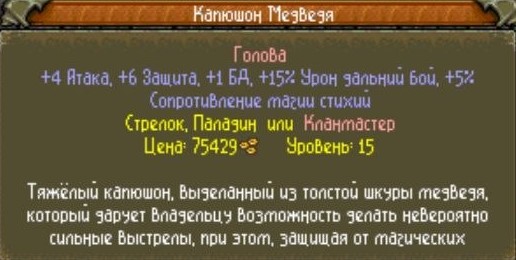 Капюшон Медведя
Голова
+4 Атака, +6 Защита, +1 БД, +15% Урон дальний бой, +5%
Сопротивление магии стихий
Стрелок, Паладин или Кланмастер
Цена: 75429 Уровень: 15
Тяжёлый капюшон, выделанный из толстой шкуры медведя,
который дарует владельцу возможность делать невероятно
сильные выстрелы, при этом, защищая от магических